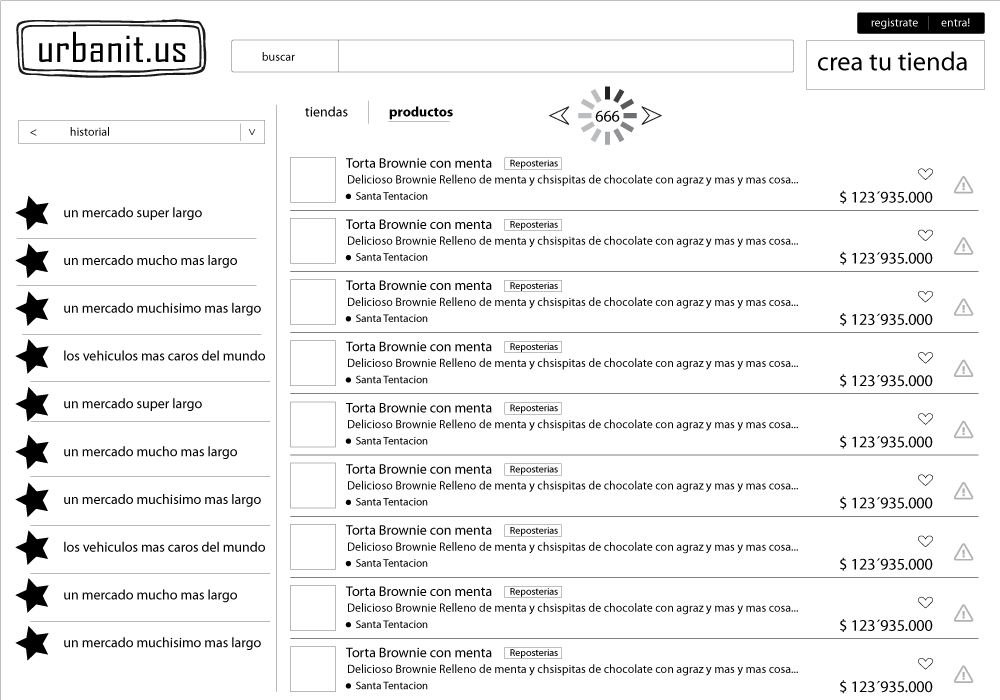 urbanit.us
registrate entra!
buscar
crea tu tienda
tiendas productos
666
< historial v
un mercado super largo
un mercado mucho mas largo
un mercado muchisimo mas largo
los vehiculos mas caros del mundo
un mercado super largo
un mercado mucho mas largo
un mercado muchisimo mas largo
los vehiculos mas caros del mundo
un mercado mucho mas largo
un mercado muchisimo mas largo
Torta Brownie con menta Reposterias
Delicioso Brownie Relleno de menta y chsispitas de chocolate con agraz y mas y mas cosa...
• Santa Tentacion
$ 123´935.000
Torta Brownie con menta Reposterias
Delicioso Brownie Relleno de menta y chsispitas de chocolate con agraz y mas y mas cosa...
• Santa Tentacion
$ 123´935.000
Torta Brownie con menta Reposterias
Delicioso Brownie Relleno de menta y chsispitas de chocolate con agraz y mas y mas cosa...
• Santa Tentacion
$ 123´935.000
Torta Brownie con menta Reposterias
Delicioso Brownie Relleno de menta y chsispitas de chocolate con agraz y mas y mas cosa...
• Santa Tentacion
$ 123´935.000
Torta Brownie con menta Reposterias
Delicioso Brownie Relleno de menta y chsispitas de chocolate con agraz y mas y mas cosa...
• Santa Tentacion
$ 123´935.000
Torta Brownie con menta Reposterias
Delicioso Brownie Relleno de menta y chsispitas de chocolate con agraz y mas y mas cosa...
• Santa Tentacion
$ 123´935.000
Torta Brownie con menta Reposterias
Delicioso Brownie Relleno de menta y chsispitas de chocolate con agraz y mas y mas cosa...
• Santa Tentacion
$ 123´935.000
Torta Brownie con menta Reposterias
Delicioso Brownie Relleno de menta y chsispitas de chocolate con agraz y mas y mas cosa...
• Santa Tentacion
$ 123´935.000
Torta Brownie con menta Reposterias
Delicioso Brownie Relleno de menta y chsispitas de chocolate con agraz y mas y mas cosa...
• Santa Tentacion
$ 123´935.000